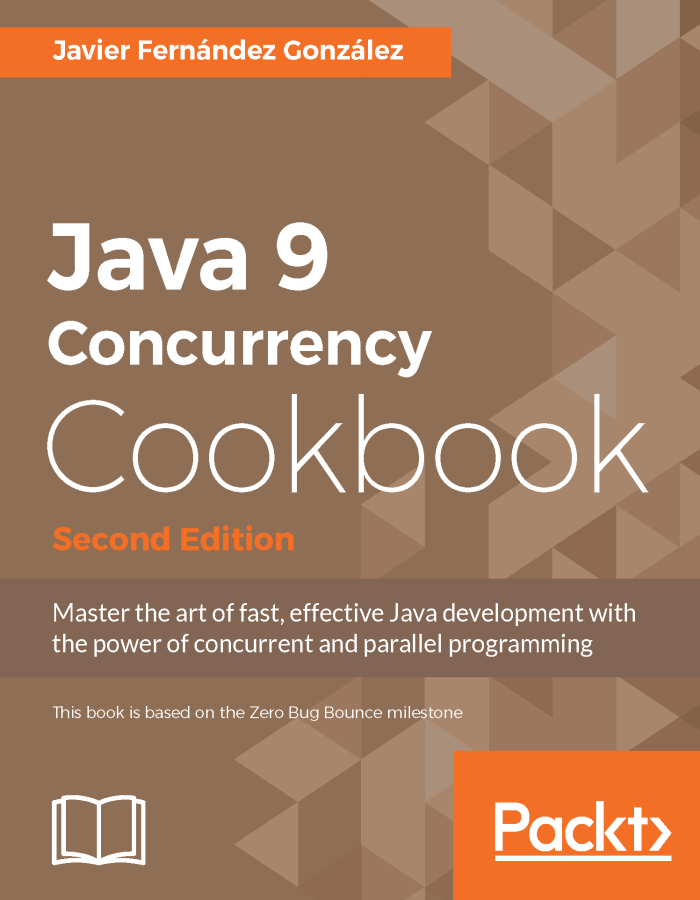 Javier Fernández González
Java 9
Concurrency
Cookbook
Second Edition
Master the art of fast, effective Java development with
the power of concurrent and parallel programming
This book is based on the Zero Bug Bounce milestone
Packt>